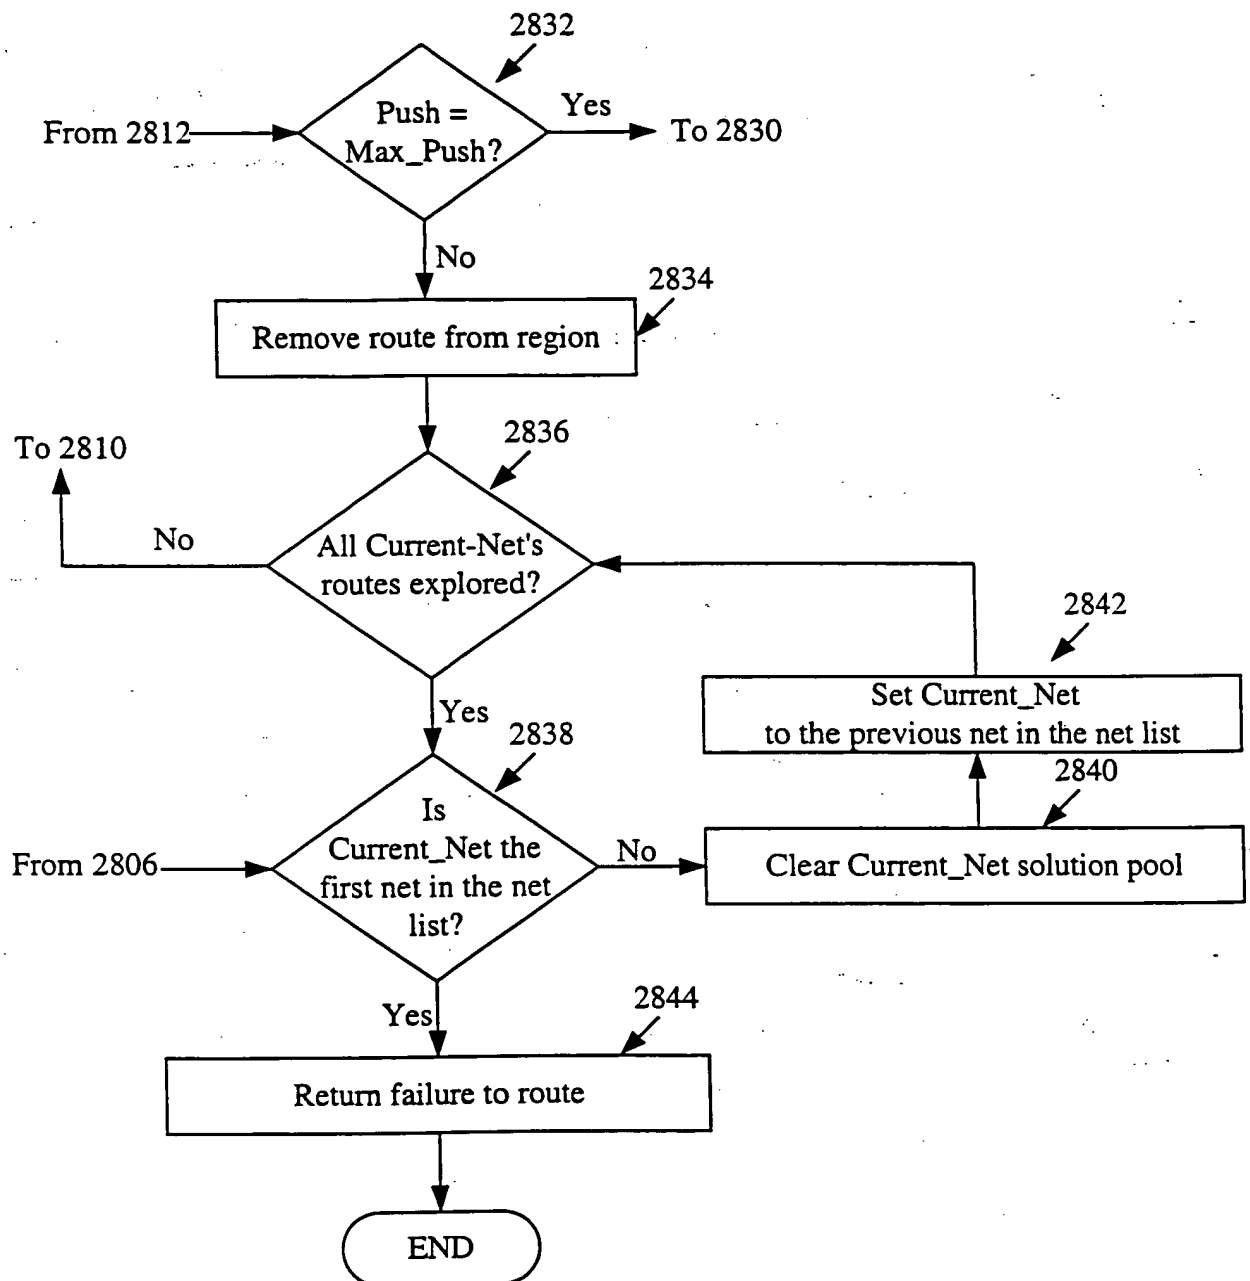 2832
Push =
Max_Push?
Yes
From 2812
To 2830
No
2834
Remove route from region
2836
To 2810
No
All Current-Net's
routes explored?
2842
Set Current_Net
to the previous net in the net list
Yes
2838
2840
Is
Current_Net the
first net in the net
list?
From 2806
No
Clear Current_Net solution pool
Yes
2844
Return failure to route
END